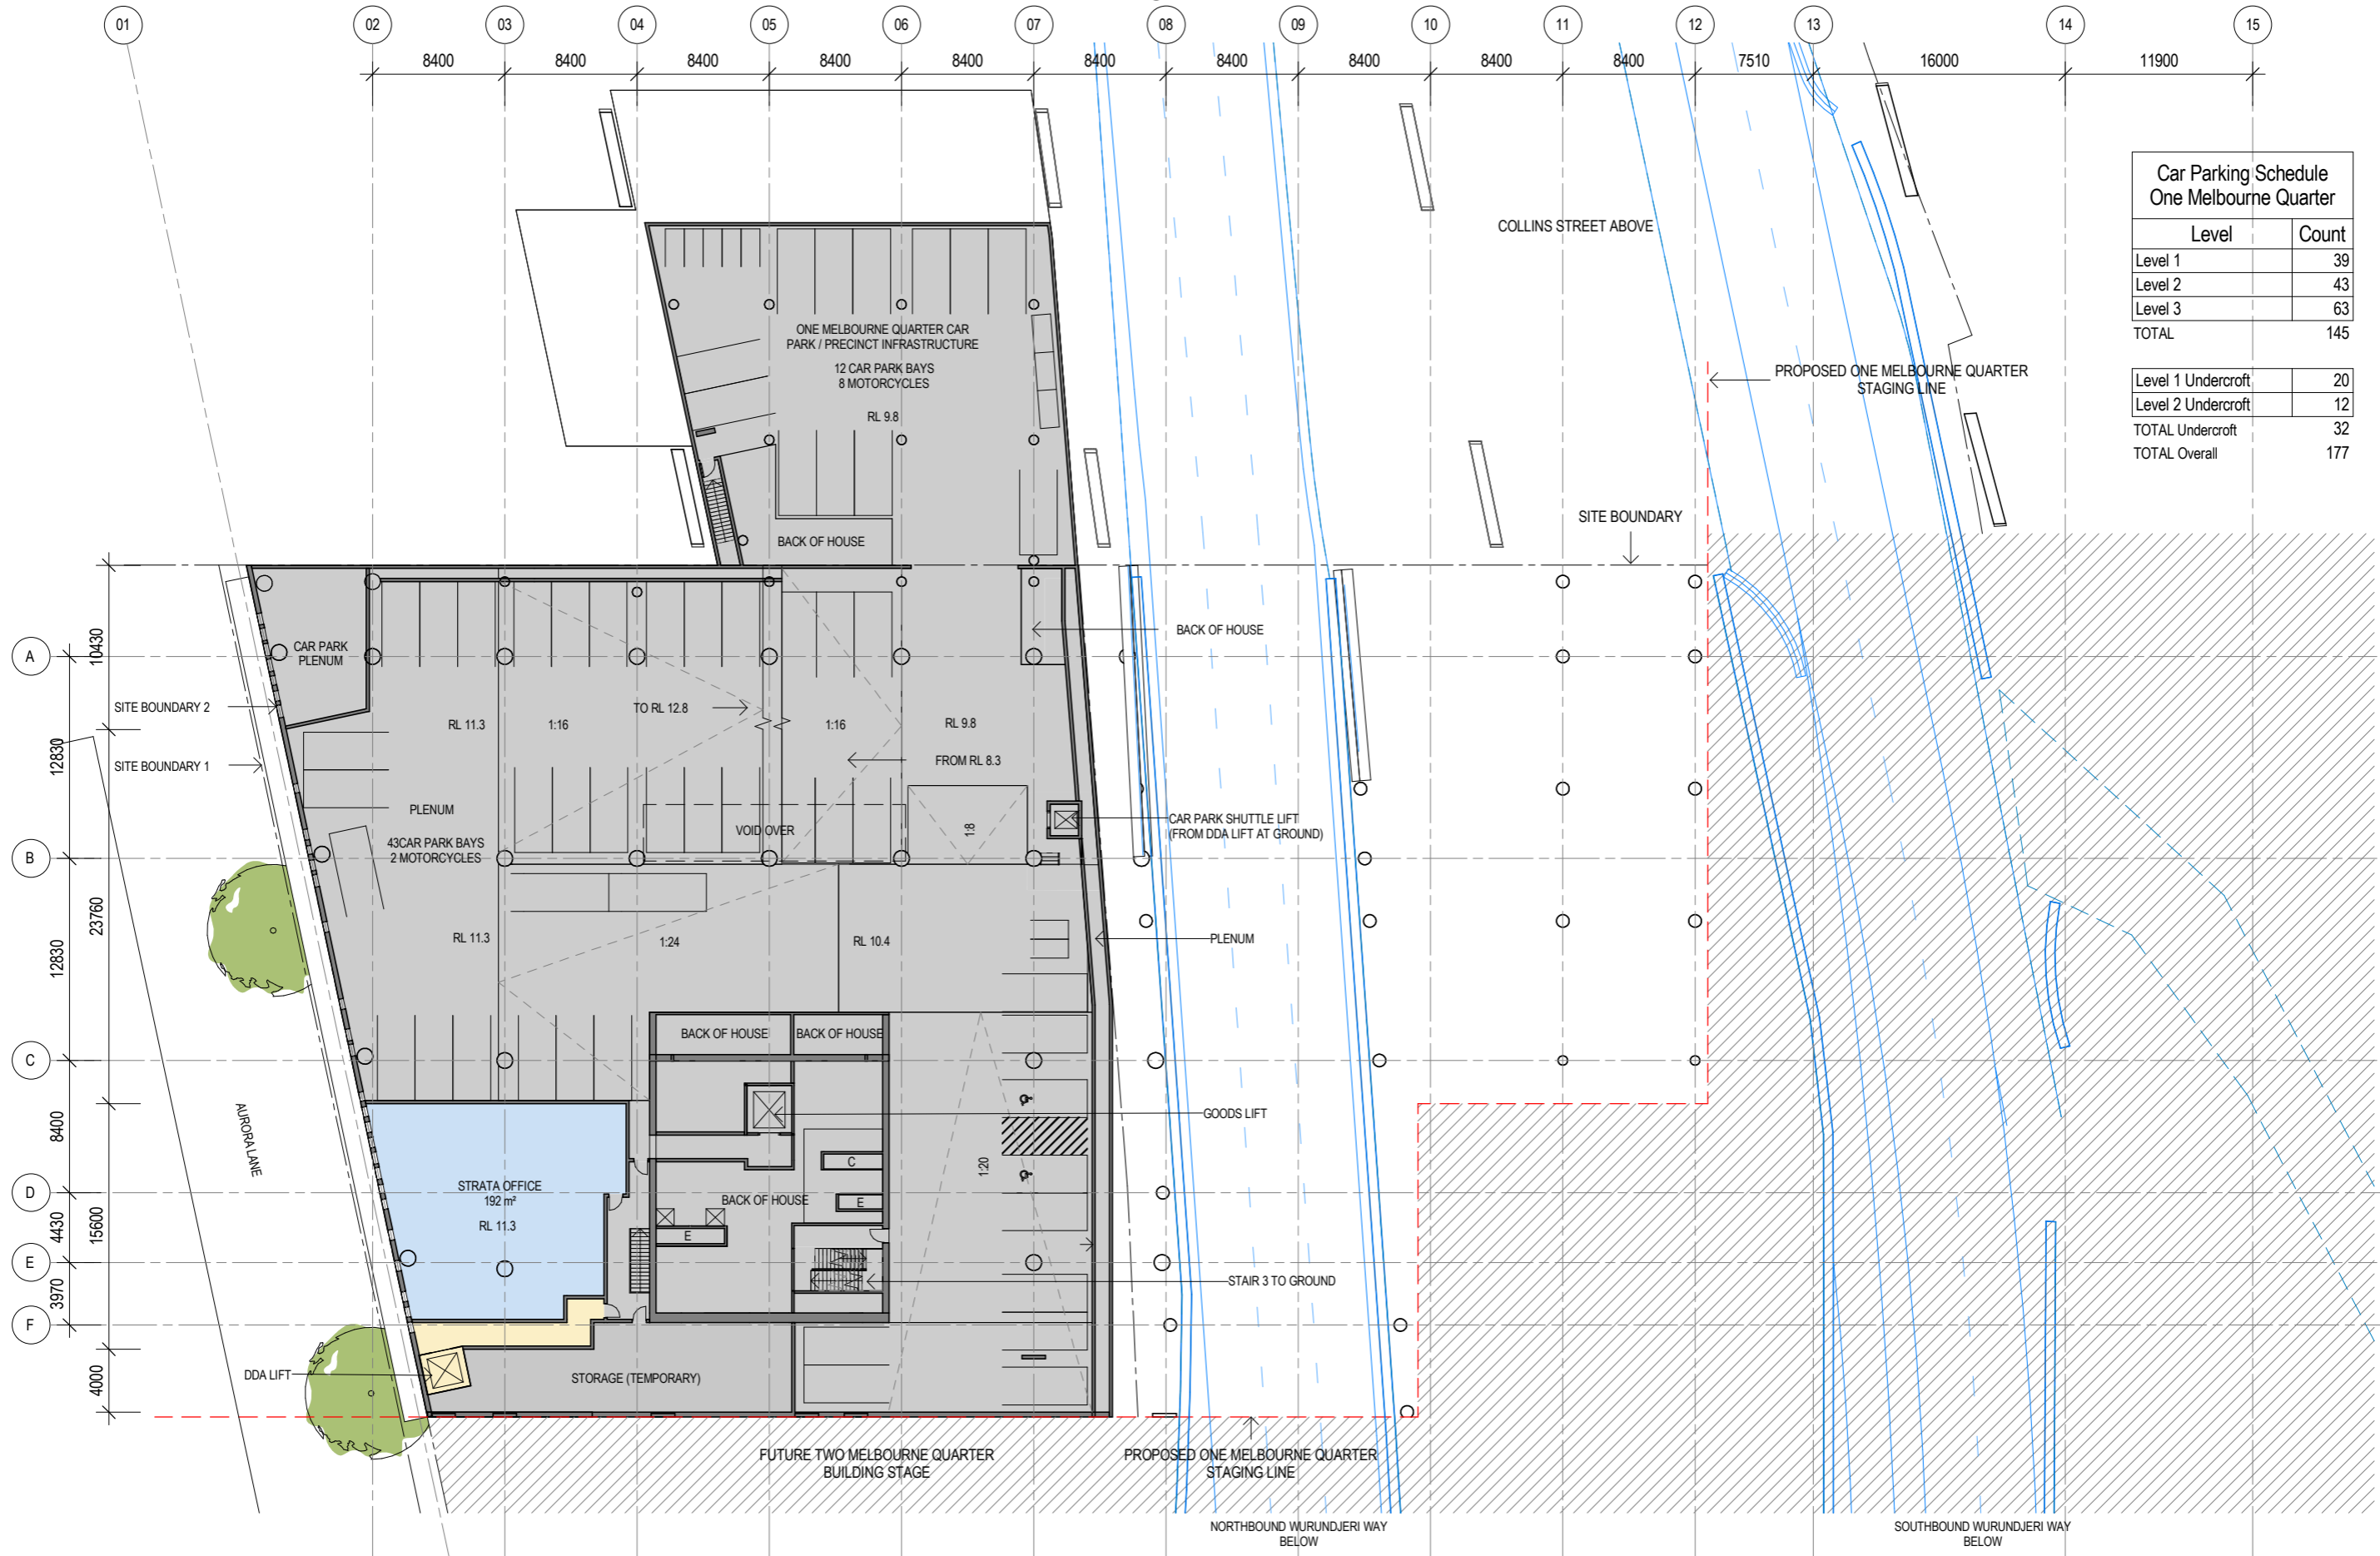 01
02
03
04
05
06
07
08
09
10
11
12
13
14
15
8400
8400
8400
8400
8400
8400
8400
8400
8400
8400
7510
16000
11900
Car Parking Schedule
One Melbourne Quarter
Level Count
Level 1 39
Level 2 43
Level 3 63
TOTAL 145
Level 1 Undercroft 20
Level 2 Undercroft 12
TOTAL Undercroft 32
TOTAL Overall 177
COLLINS STREET ABOVE
ONE MELBOURNE QUARTER CAR
PARK / PRECINCT INFRASTRUCTURE
12 CAR PARK BAYS
8 MOTORCYCLES
RL 9.8
PROPOSED ONE MELBOURNE QUARTER
STAGING LINE
BACK OF HOUSE
SITE BOUNDARY
A
B
C
D
E
F
10430
12830
23760
12830
8400
15600
4430
3970
4000
CAR PARK
PLENUM
BACK OF HOUSE
SITE BOUNDARY 2
SITE BOUNDARY 1
RL 11.3
1:16
TO RL 12.8
1:16
RL 9.8
FROM RL 8.3
PLENUM
43CAR PARK BAYS
2 MOTORCYCLES
VOID OVER
1:8
CAR PARK SHUTTLE LIFT
(FROM DDA LIFT AT GROUND)
RL 11.3
1:24
RL 10.4
PLENUM
BACK OF HOUSE
BACK OF HOUSE
AURORA LANE
GOODS LIFT
STRATA OFFICE
192 m²
RL 11.3
C
E
E
BACK OF HOUSE
1:20
STAIR 3 TO GROUND
DDA LIFT
STORAGE (TEMPORARY)
FUTURE TWO MELBOURNE QUARTER
BUILDING STAGE
PROPOSED ONE MELBOURNE QUARTER
STAGING LINE
NORTHBOUND WURUNDJERI WAY
BELOW
SOUTHBOUND WURUNDJERI WAY
BELOW